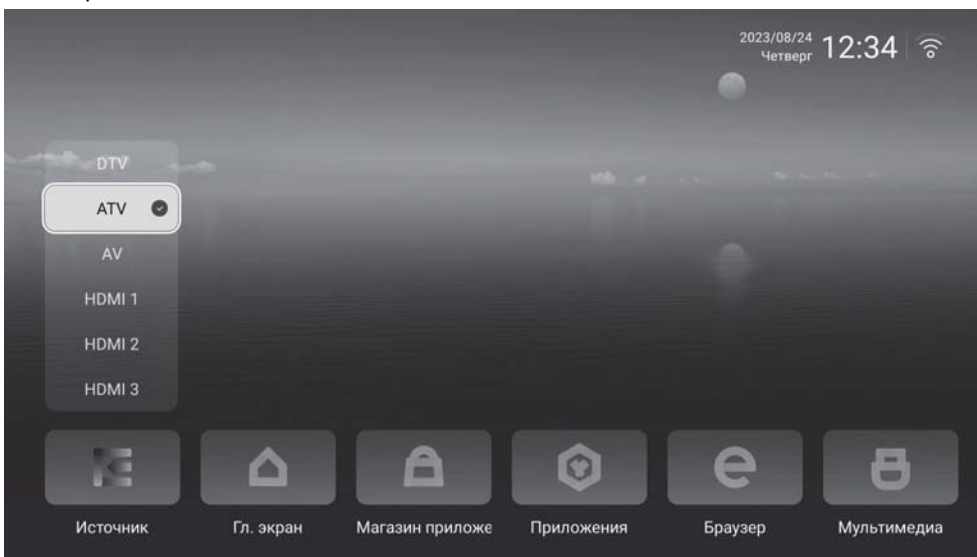 2023/08/24
Четверг
12:34
DTV
ATV
AV
HDMI 1
HDMI 2
HDMI 3
Источник
Гл. экран
Магазин приложе
Приложения
Браузер
Мультимедиа